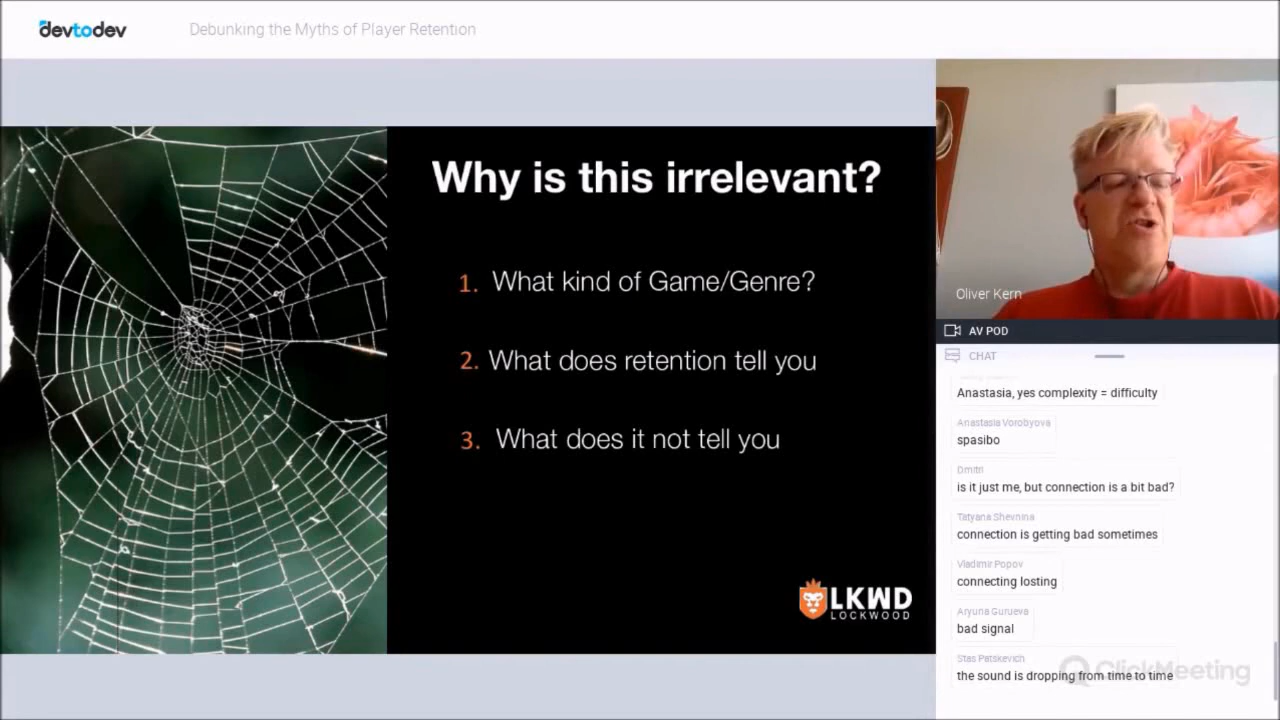 devtodev
Debunking the Myths of Player Retention
Why is this irrelevant?
1. What kind of Game/Genre?
2. What does retention tell you
3. What does it not tell you
LKWD
LOCKWOOD
Oliver Kern
AV POD
CHAT
Anastasia, yes complexity = difficulty
Anastasia Vorobyova
spasibo
Dmitri
is it just me, but connection is a bit bad?
Tatyana Shevnina
connection is getting bad sometimes
Vladimir Popov
connecting losting
Aryuna Gurueva
bad signal
Stas Patskevich
the sound is dropping from time to time
ClickMeeting